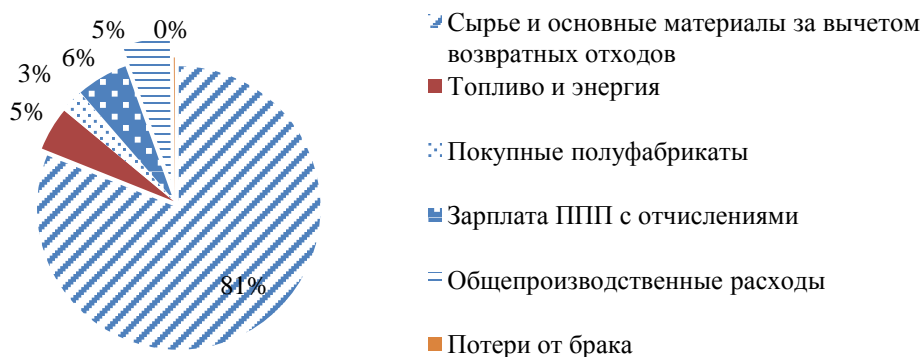 5%
0%
6%
3%
5%
81%
Сырье и основные материалы за вычетом
возвратных отходов
Топливо и энергия
Покупные полуфабрикаты
Зарплата ППП с отчислениями
Общепроизводственные расходы
Потери от брака